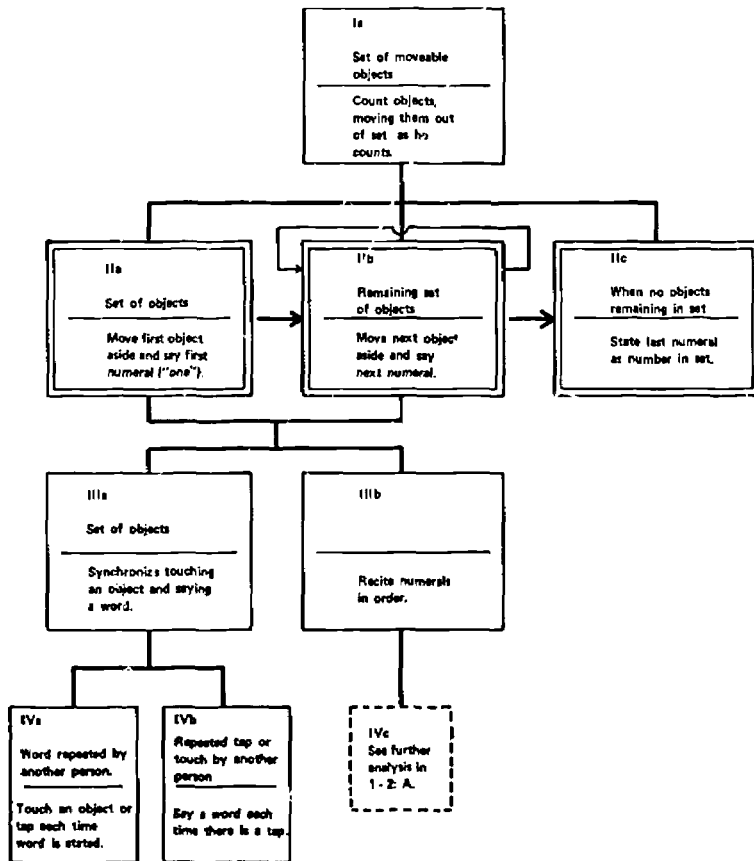 Ia
Set of moveable
objects
Count objects,
moving them out
of set as he
counts.
IIa
Set of objects
Move first object
aside and say first
numeral ("one").
IIb
Remaining set
of objects
Move next object
aside and say
next numeral.
IIc
When no objects
remaining in set
State last numeral
as number in set.
IIIa
Set of objects
Synchronize touching
an object and saying
a word.
IIIb
Recite numerals
in order.
IVa
Word repeated by
another person.
Touch an object or
tap each time
word is stated.
IVb
Repeated tap or
touch by another
person
Say a word each
time there is a tap.
IVc
See further
analysis in
1 - 2: A.